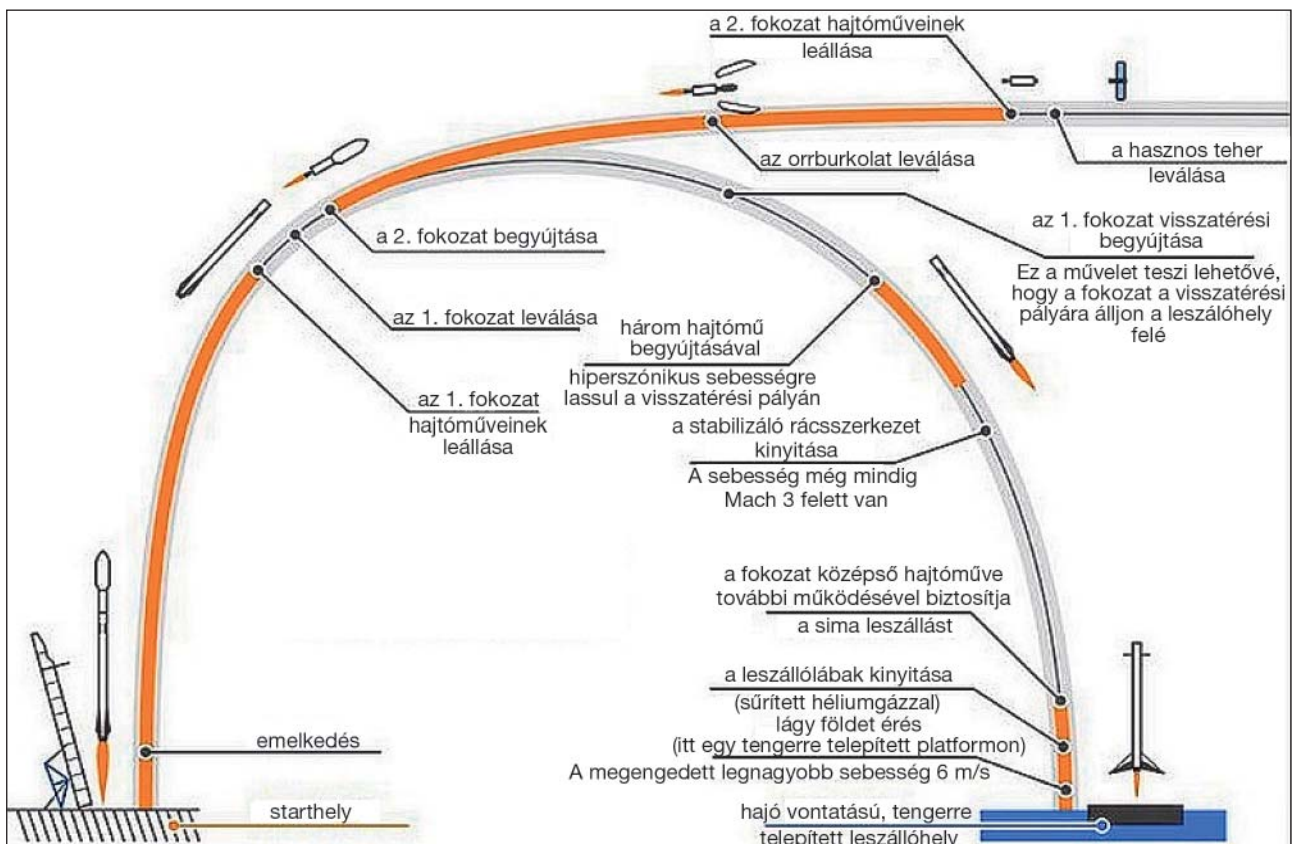 a 2. fokozat hajtóműveinek
leállása
az orrburkolat leválása
a hasznos teher
leválása
az 1. fokozat visszatérési
begyújtása
Ez a művelet teszi lehetővé,
hogy a fokozat a visszatérési
pályára álljon a leszálóhely
felé
a 2. fokozat begyújtása
az 1. fokozat leválása
az 1. fokozat
hajtóműveinek
leállása
három hajtómű
begyújtásával
hiperszónikus sebességre
lassul a visszatérési pályán
a stabilizáló rácsszerkezet
kinyitása
A sebesség még mindig
Mach 3 felett van
a fokozat középső hajtóműve
további működésével biztosítja
a sima leszállást
a leszállólábak kinyitása
(sűrített héliumgázzal)
lágy földet érés
(itt egy tengerre telepített platformon)
A megengedett legnagyobb sebesség 6 m/s
emelkedés
starthely
hajó vontatású, tengerre
telepített leszállóhely